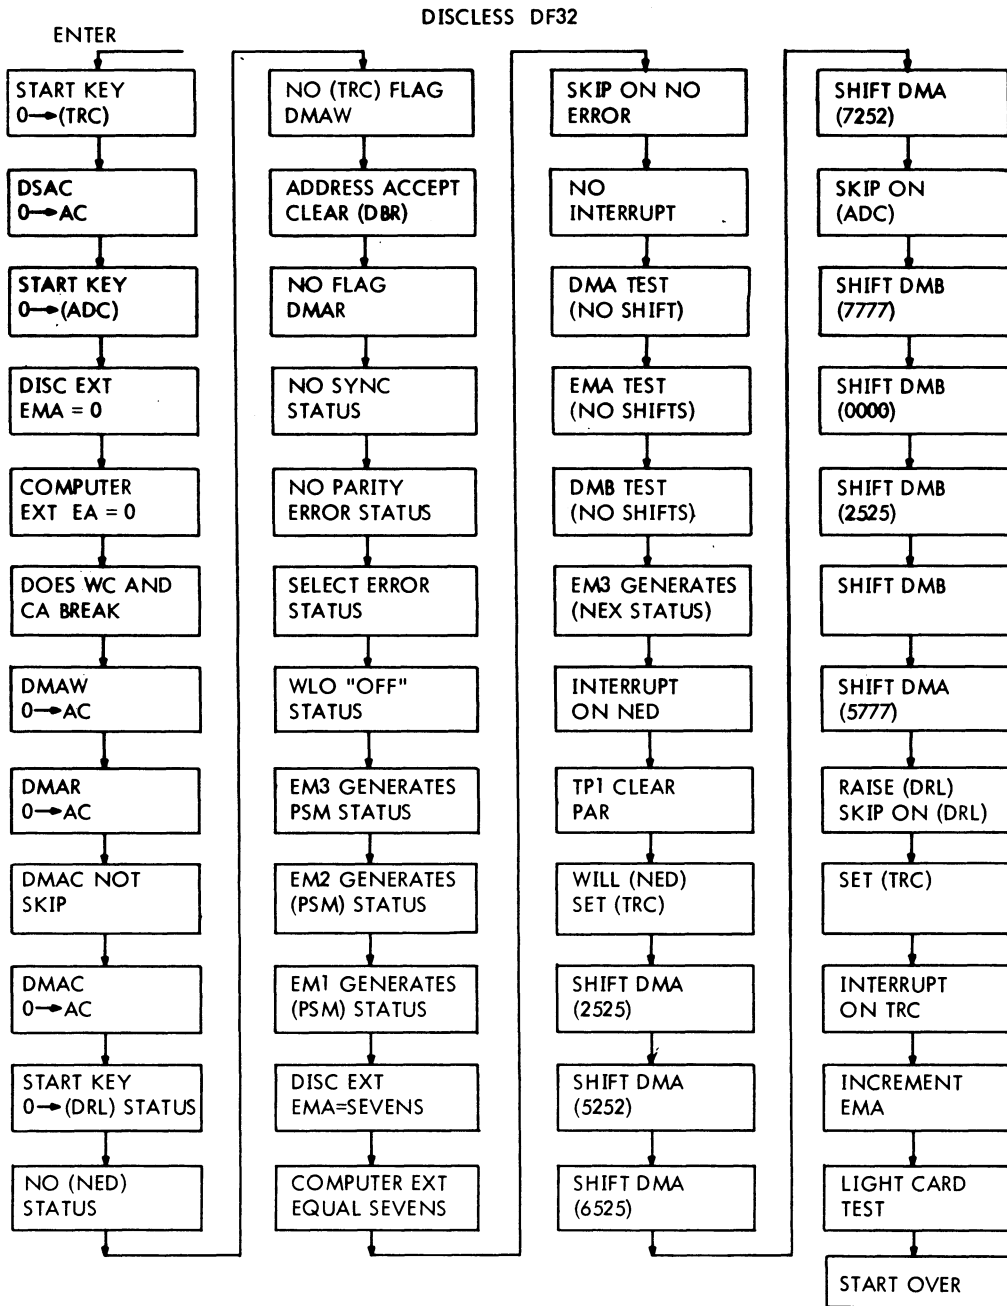 DISCLESS DF32
ENTER
START KEY
0→(TRC)
DSAC
0→AC
START KEY
0→(ADC)
DISC EXT
EMA = 0
COMPUTER
EXT EA = 0
DOES WC AND
CA BREAK
DMAW
0→AC
DMAR
0→AC
DMAC NOT
SKIP
DMAC
0→AC
START KEY
0→(DRL) STATUS
NO (NED)
STATUS
NO (TRC) FLAG
DMAW
ADDRESS ACCEPT
CLEAR (DBR)
NO FLAG
DMAR
NO SYNC
STATUS
NO PARITY
ERROR STATUS
SELECT ERROR
STATUS
WLO "OFF"
STATUS
EM3 GENERATES
PSM STATUS
EM2 GENERATES
(PSM) STATUS
EM1 GENERATES
(PSM) STATUS
DISC EXT
EMA=SEVENS
COMPUTER EXT
EQUAL SEVENS
SKIP ON NO
ERROR
NO
INTERRUPT
DMA TEST
(NO SHIFT)
EMA TEST
(NO SHIFTS)
DMB TEST
(NO SHIFTS)
EM3 GENERATES
(NEX STATUS)
INTERRUPT
ON NED
TP1 CLEAR
PAR
WILL (NED)
SET (TRC)
SHIFT DMA
(2525)
SHIFT DMA
(5252)
SHIFT DMA
(6525)
SHIFT DMA
(7252)
SKIP ON
(ADC)
SHIFT DMB
(7777)
SHIFT DMB
(0000)
SHIFT DMB
(2525)
SHIFT DMB
SHIFT DMA
(5777)
RAISE (DRL)
SKIP ON (DRL)
SET (TRC)
INTERRUPT
ON TRC
INCREMENT
EMA
LIGHT CARD
TEST
START OVER